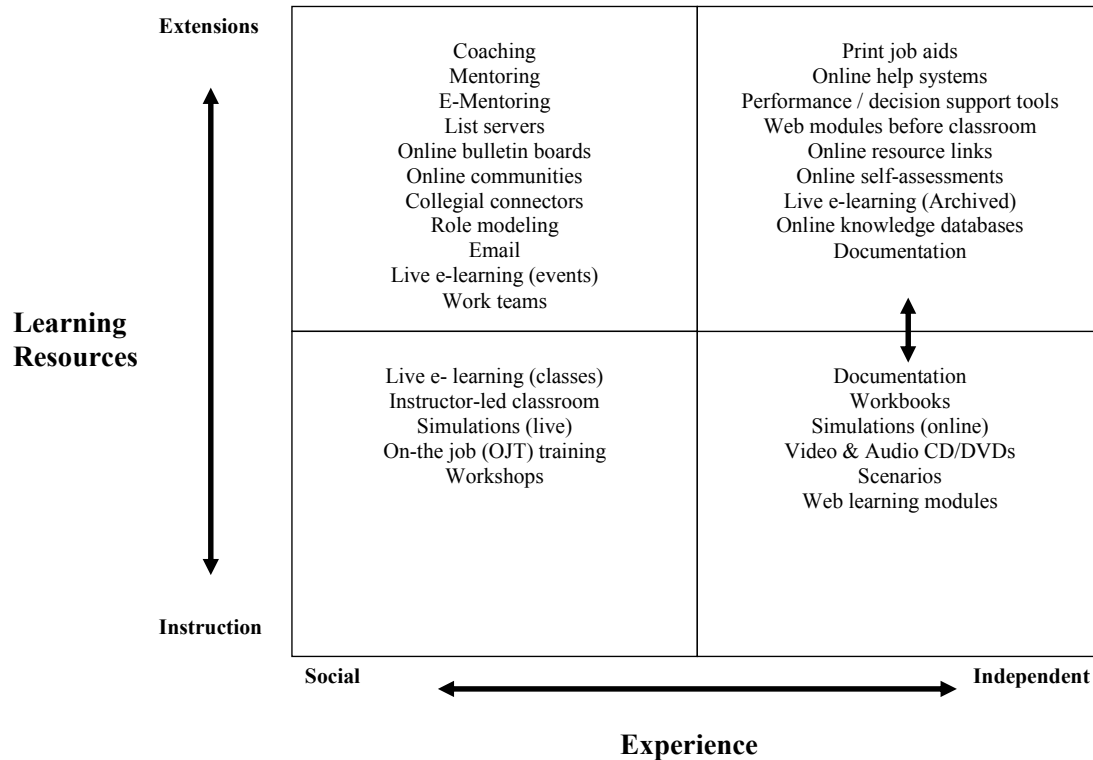 Extensions
Coaching
Mentoring
E-Mentoring
List servers
Online bulletin boards
Online communities
Collegial connectors
Role modeling
Email
Live e-learning (events)
Work teams
Print job aids
Online help systems
Performance / decision support tools
Web modules before classroom
Online resource links
Online self-assessments
Live e-learning (Archived)
Online knowledge databases
Documentation
Learning
Resources
Live e- learning (classes)
Instructor-led classroom
Simulations (live)
On-the job (OJT) training
Workshops
Documentation
Workbooks
Simulations (online)
Video & Audio CD/DVDs
Scenarios
Web learning modules
Instruction
Social
Independent
Experience